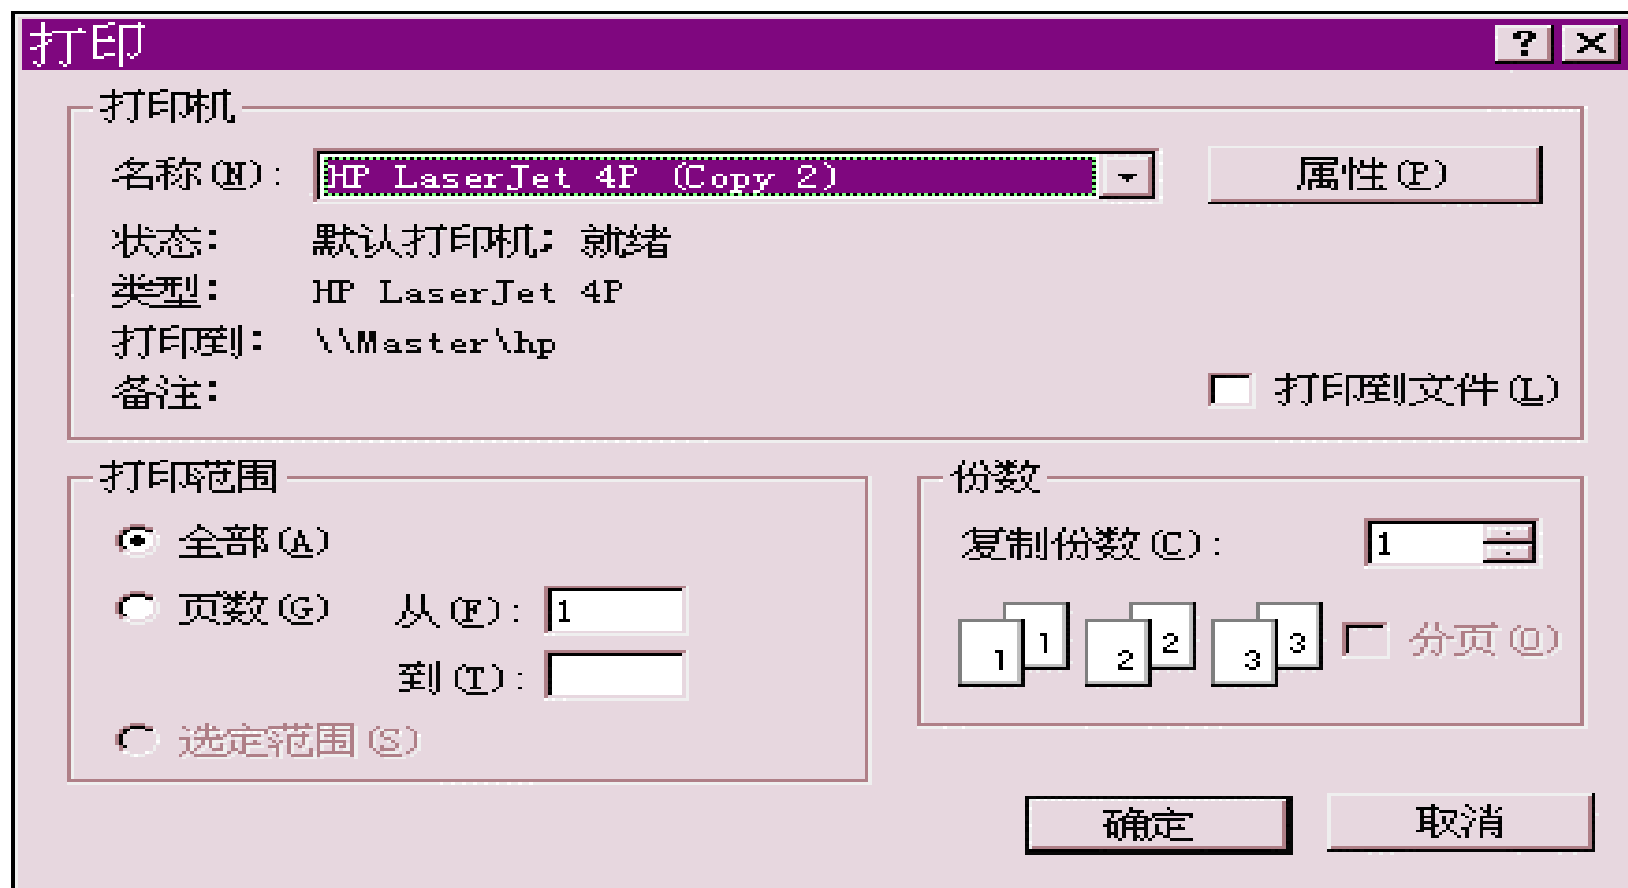 打印
打印机
名称(N): HP LaserJet 4P (Copy 2) 属性(P)
状态: 默认打印机; 就绪
类型: HP LaserJet 4P
打印到: \\Master\hp
备注: 打印到文件(L)
打印范围
全部(A)
页数(G) 从(F): 1
到(T):
选定范围(S)
份数
复制份数(C): 1
1 1 2 2 3 3 分页(O)
确定 取消